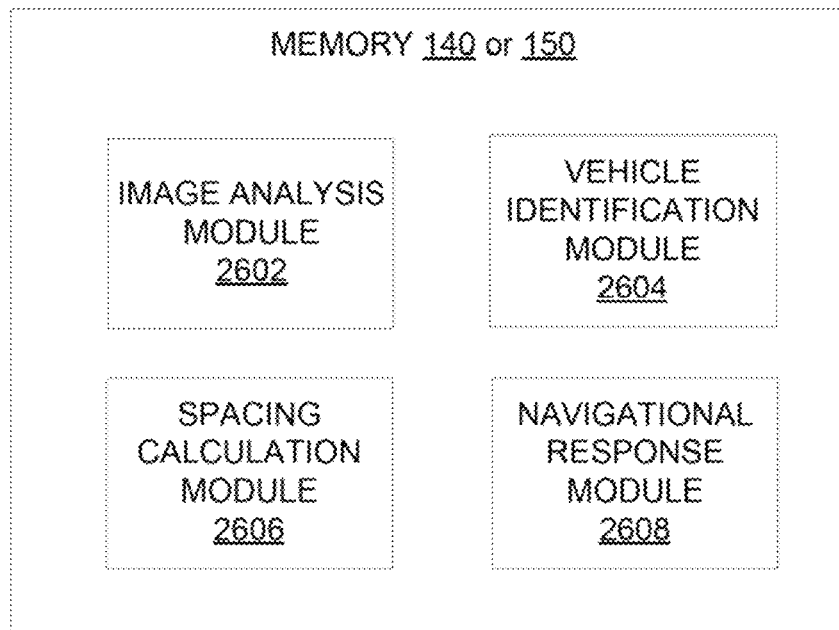 MEMORY 140 or 150
IMAGE ANALYSIS
MODULE
2602
VEHICLE
IDENTIFICATION
MODULE
2604
SPACING
CALCULATION
MODULE
2606
NAVIGATIONAL
RESPONSE
MODULE
2608